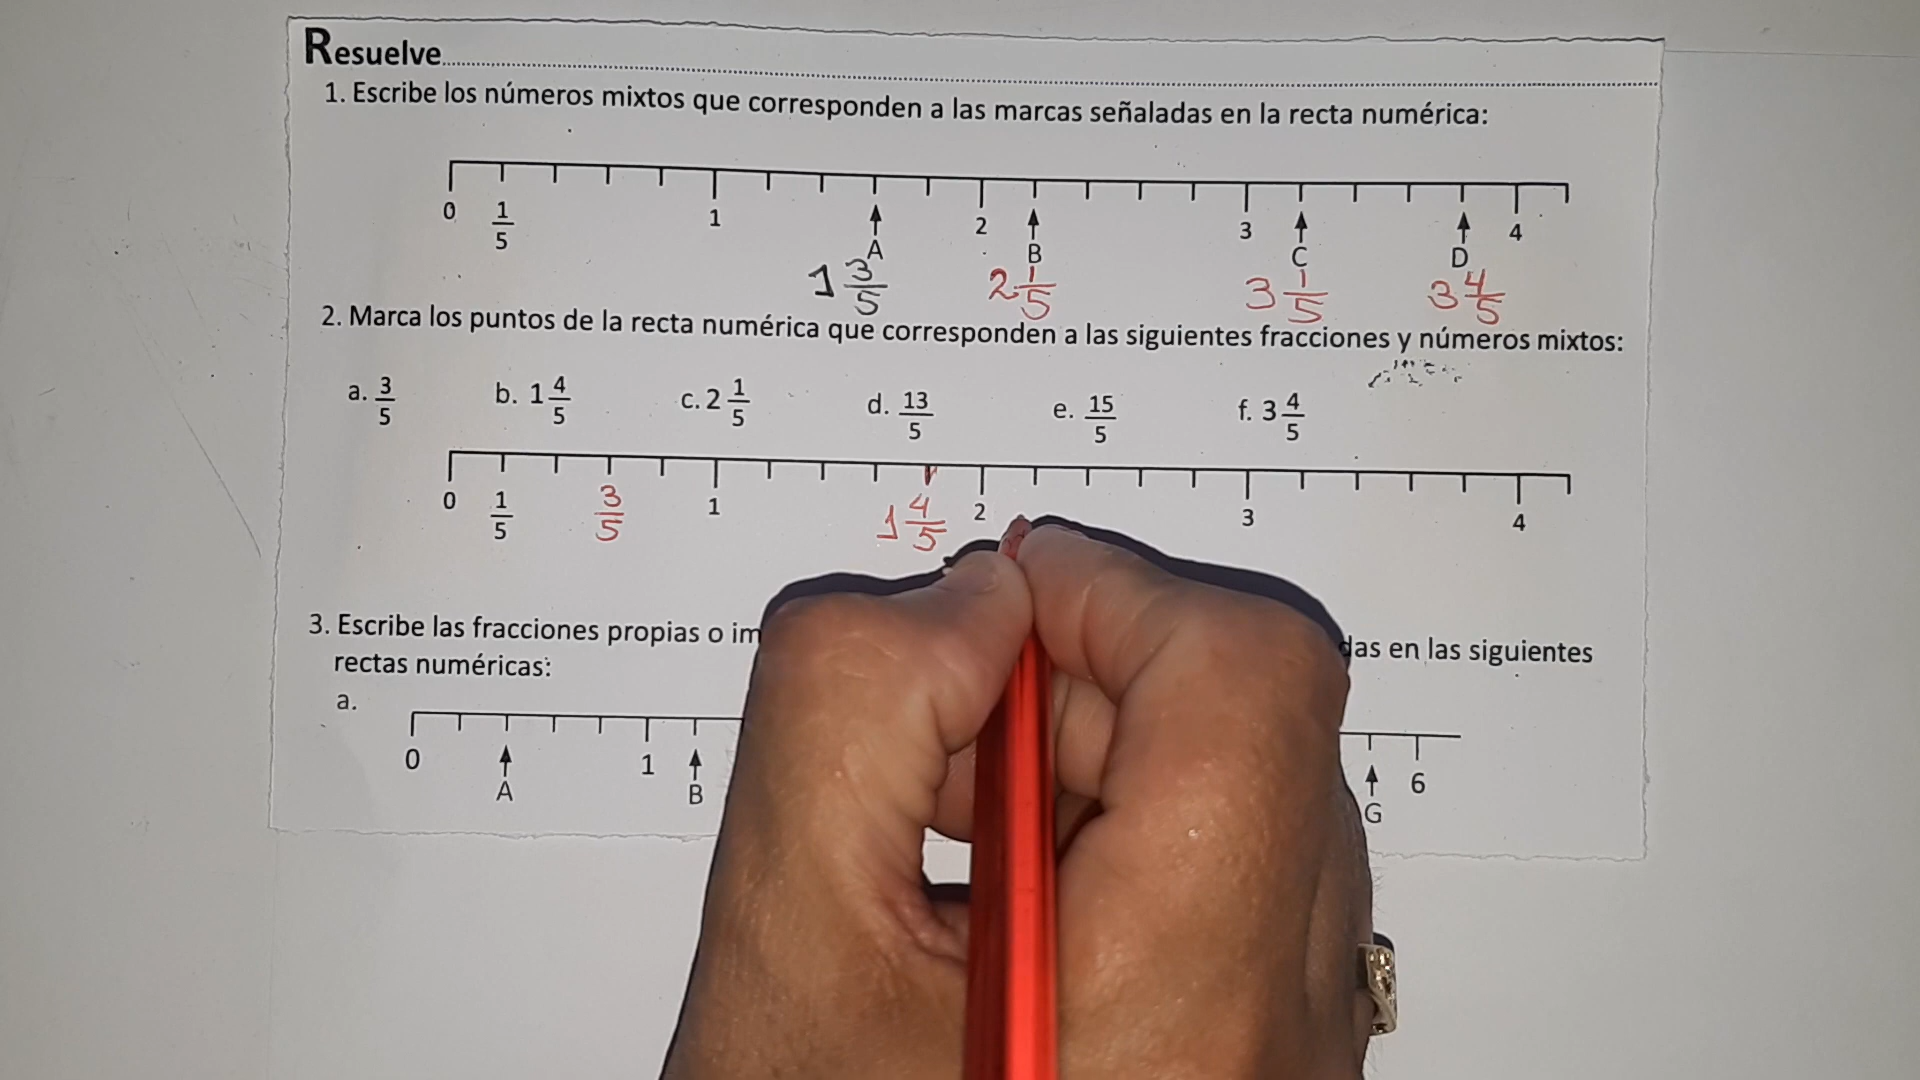 Resuelve
1. Escribe los números mixtos que corresponden a las marcas señaladas en la recta numérica:
0 1/5 1 2 3 4
A B C D
1 3/5 2 1/5 3 1/5 3 4/5
2. Marca los puntos de la recta numérica que corresponden a las siguientes fracciones y números mixtos:
a. 3/5 b. 1 4/5 c. 2 1/5 d. 13/5 e. 15/5 f. 3 4/5
0 1/5 3/5 1 1 4/5 2 3 4
3. Escribe las fracciones propias o das en las siguientes
rectas numéricas:
a.
0 1 6
A B G